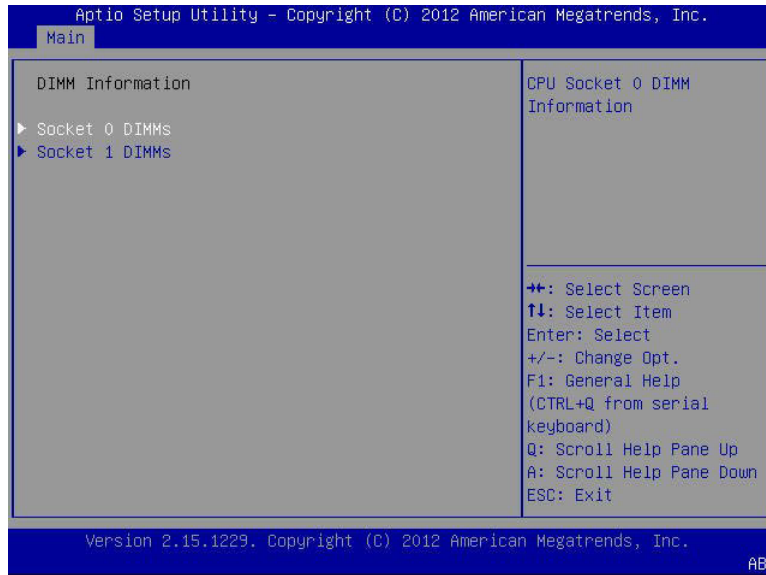 Aptio Setup Utility – Copyright (C) 2012 American Megatrends, Inc.
Main
DIMM Information
Socket 0 DIMMs
Socket 1 DIMMs
CPU Socket 0 DIMM
Information
→←: Select Screen
↑↓: Select Item
Enter: Select
+/-: Change Opt.
F1: General Help
(CTRL+Q from serial
keyboard)
Q: Scroll Help Pane Up
A: Scroll Help Pane Down
ESC: Exit
Version 2.15.1229. Copyright (C) 2012 American Megatrends, Inc.
AB